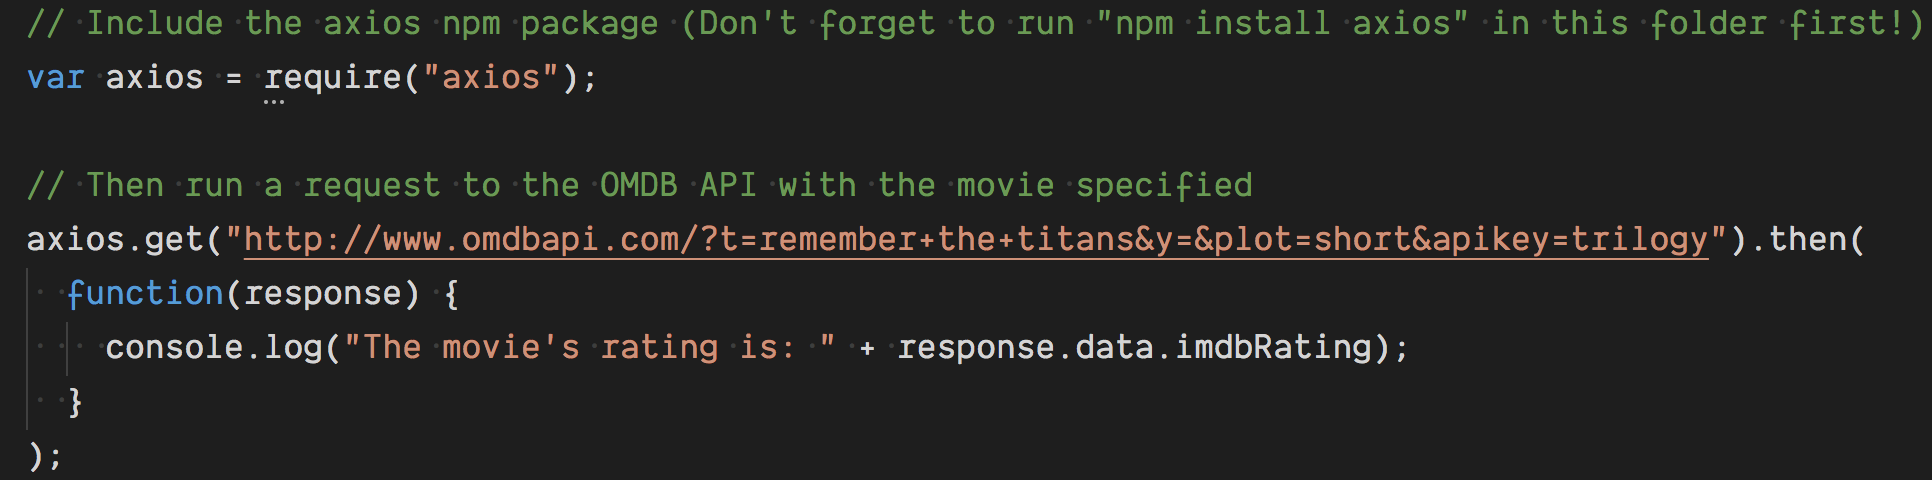 // Include the axios npm package (Don't forget to run "npm install axios" in this folder first!)
var axios = require("axios");
// Then run a request to the OMDB API with the movie specified
axios.get("http://www.omdbapi.com/?t=remember+the+titans&y=&plot=short&apikey=trilogy").then(
  function(response) {
    console.log("The movie's rating is: " + response.data.imdbRating);
  }
);